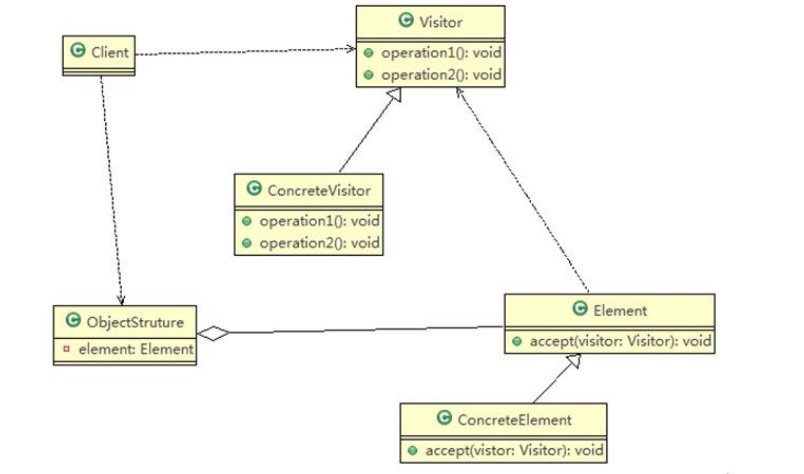 Visitor
operation1(): void
operation2(): void
Client
ConcreteVisitor
operation1(): void
operation2(): void
ObjectStruture
element: Element
Element
accept(visitor: Visitor): void
ConcreteElement
accept(vistor: Visitor): void